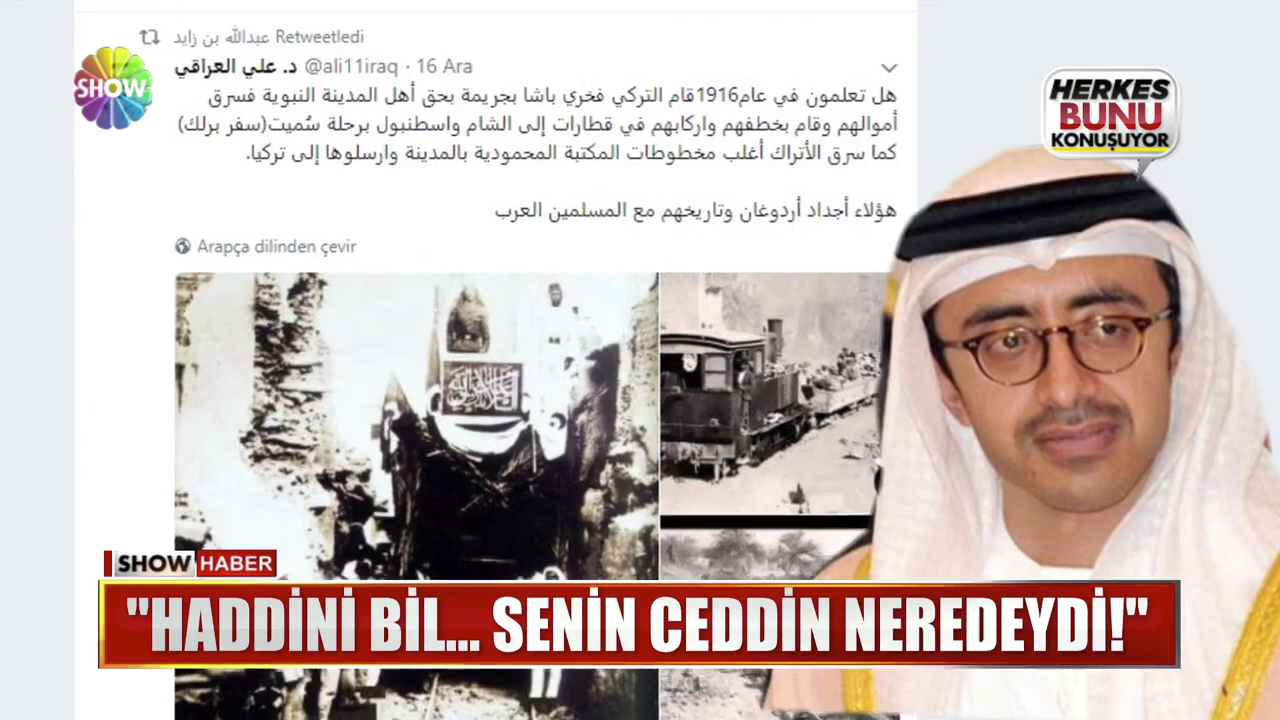 عبدالله بن زايد Retweetledi
د. علي العراقي @ali11iraq · 16 Ara
SHOW
هل تعلمون في عام1916قام التركي فخري باشا بجريمة بحق أهل المدينة النبوية فسرق
أموالهم وقام بخطفهم واركابهم في قطارات إلى الشام واسطنبول برحلة سُميت(سفر برلك)
كما سرق الأتراك أغلب مخطوطات المكتبة المحمودية بالمدينة وارسلوها إلى تركيا.
هؤلاء أجداد أردوغان وتاريخهم مع المسلمين العرب
Arapça dilinden çevir
HERKES
BUNU
KONUŞUYOR
SHOW HABER
"HADDİNİ BİL... SENİN CEDDİN NEREDEYDİ!"